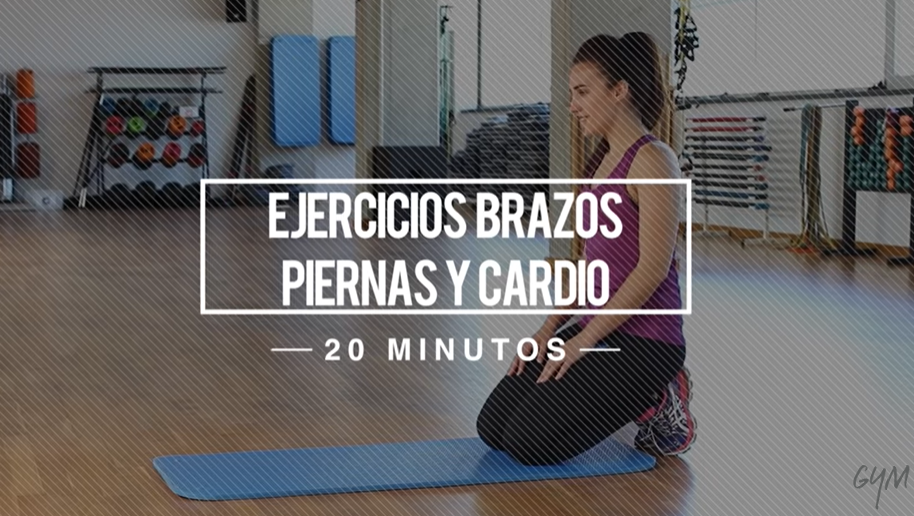 EJERCICIOS BRAZOS
PIERNAS Y CARDIO
20 MINUTOS
GYM